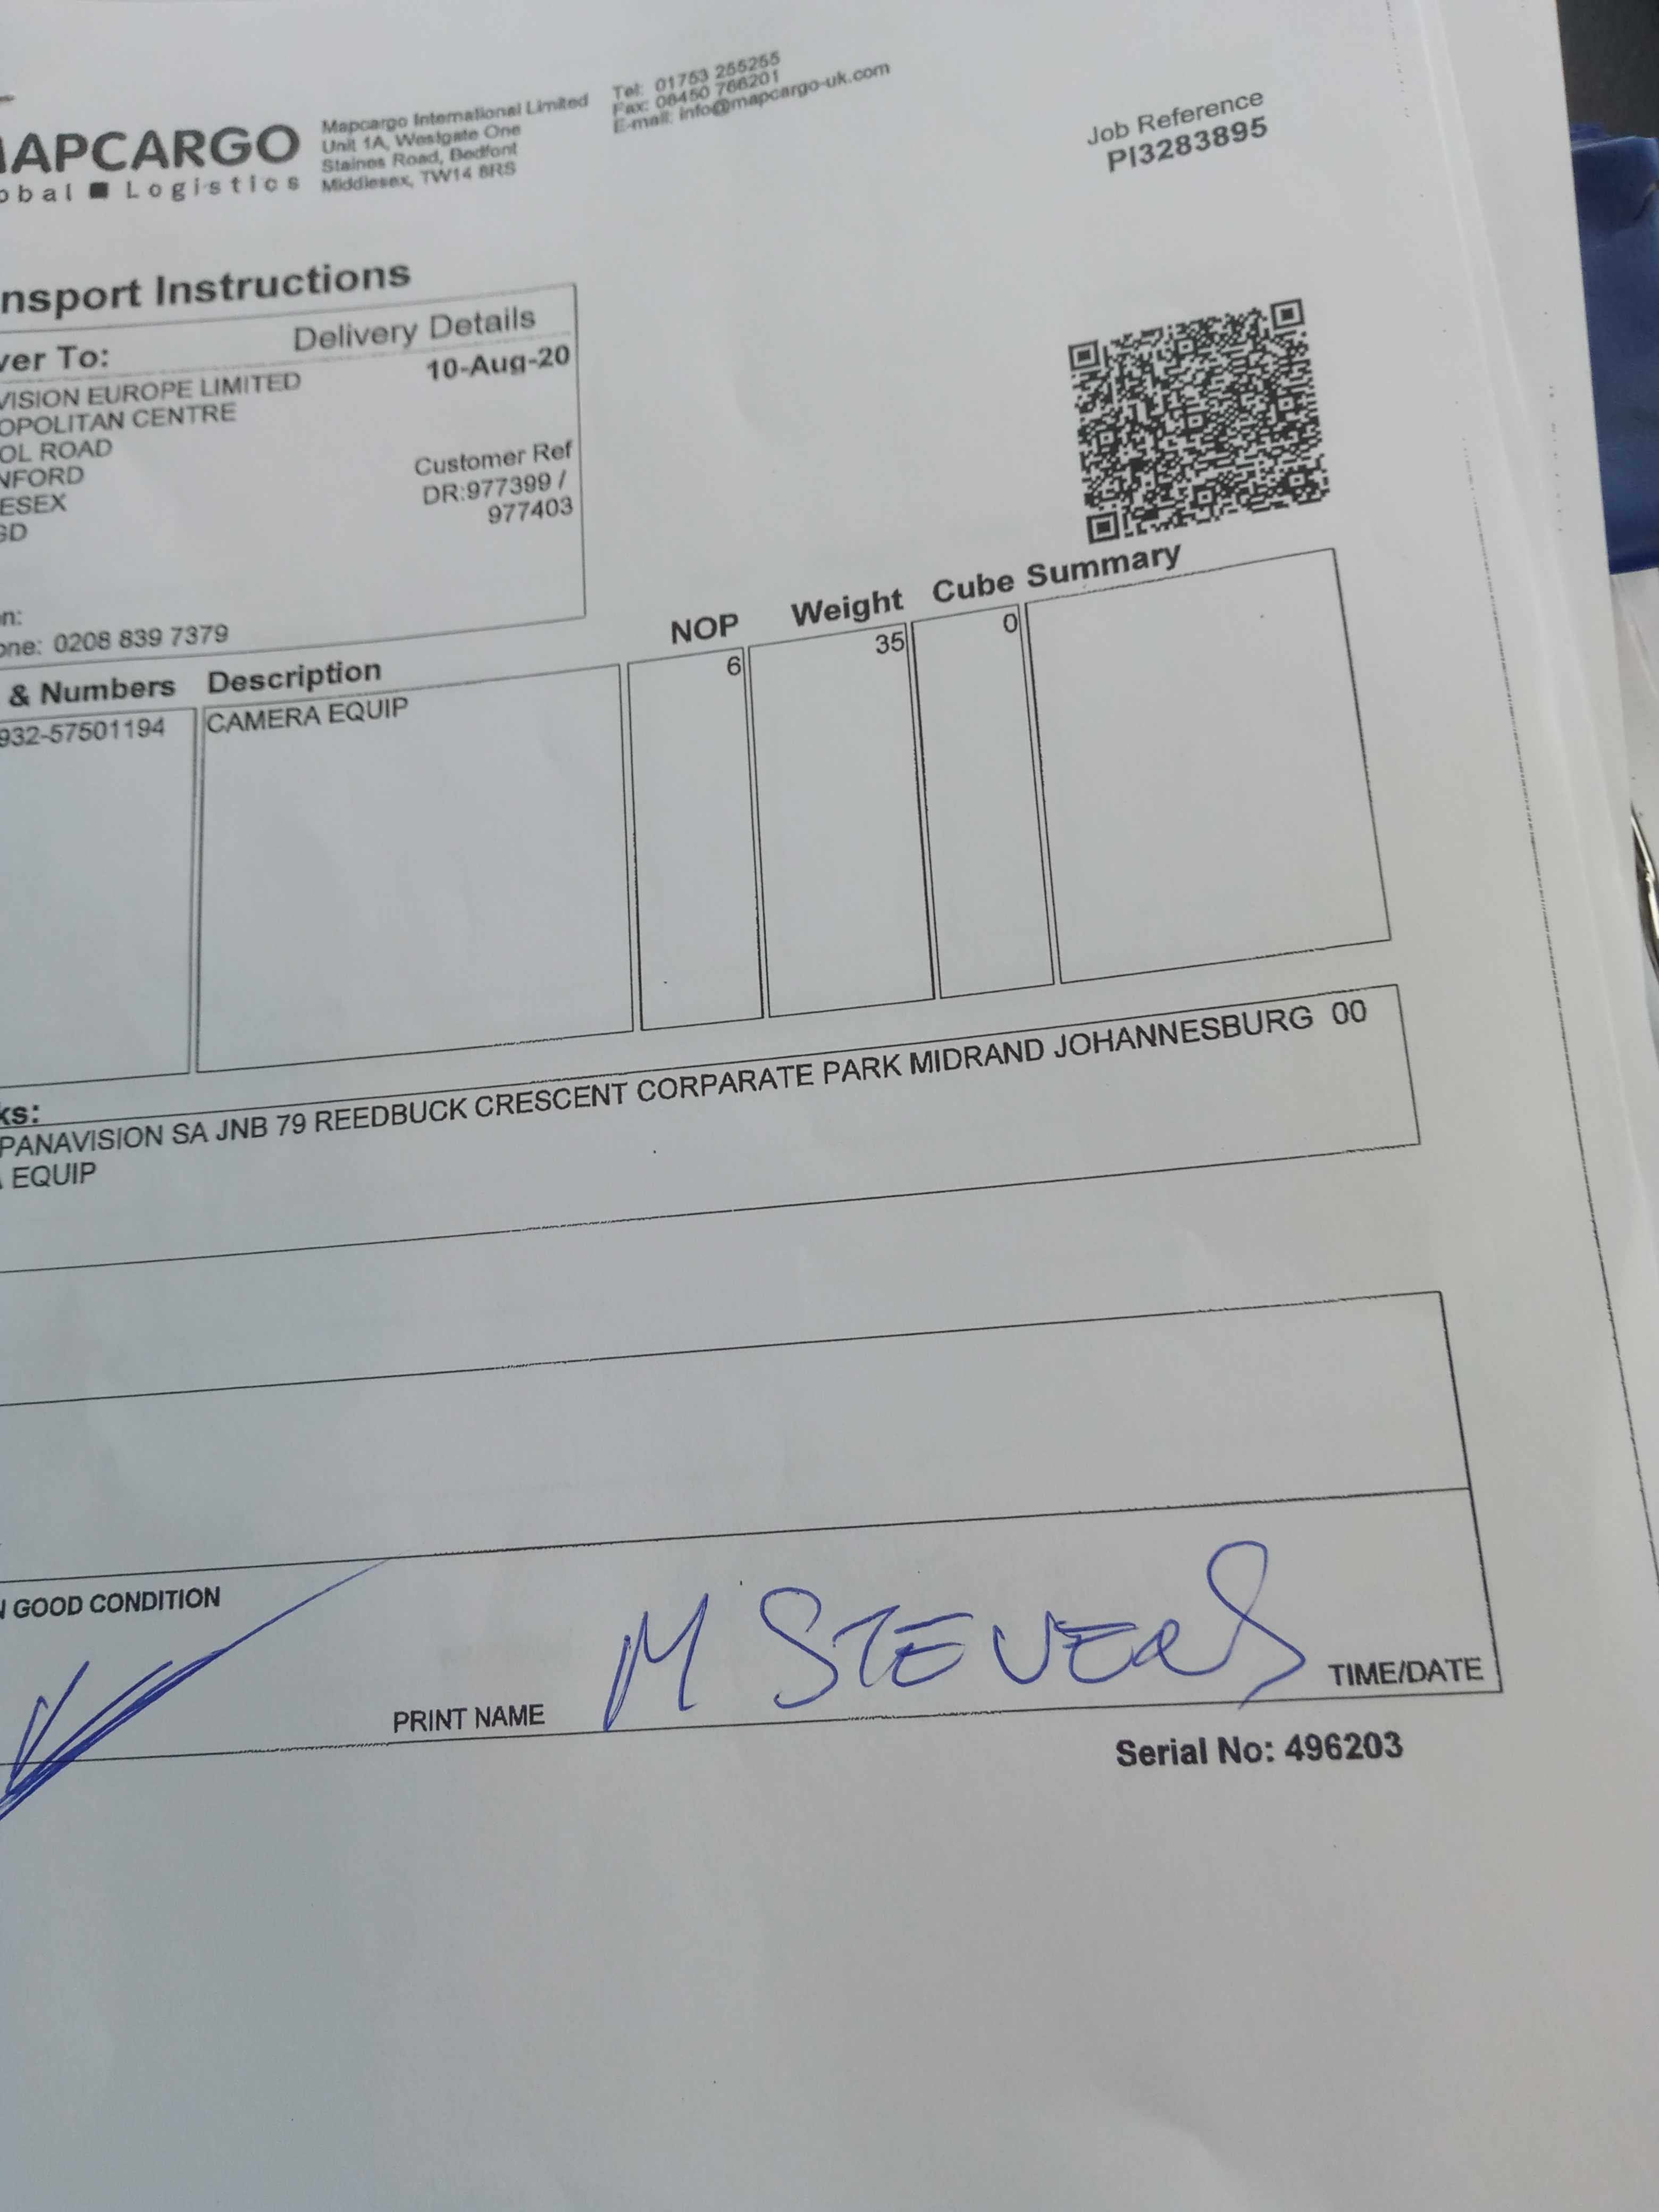 MAPCARGO
obal Logistics
Mapcargo International Limited
Unit 1A, Westgate One
Staines Road, Bedfont
Middlesex, TW14 8RS
Tel: 01753 255255
Fax: 08450 766201
E-mail: info@mapcargo-uk.com
Job Reference
PI3283895
nsport Instructions
ver To:
Delivery Details
10-Aug-20
VISION EUROPE LIMITED
OPOLITAN CENTRE
OL ROAD
NFORD
ESEX
GD
Customer Ref
DR:977399 /
977403
on:
one: 0208 839 7379
& Numbers Description NOP Weight Cube Summary
932-57501194 CAMERA EQUIP 6 35 0
ks:
PANAVISION SA JNB 79 REEDBUCK CRESCENT CORPARATE PARK MIDRAND JOHANNESBURG 00
EQUIP
N GOOD CONDITION
PRINT NAME M STEVENS TIME/DATE
Serial No: 496203